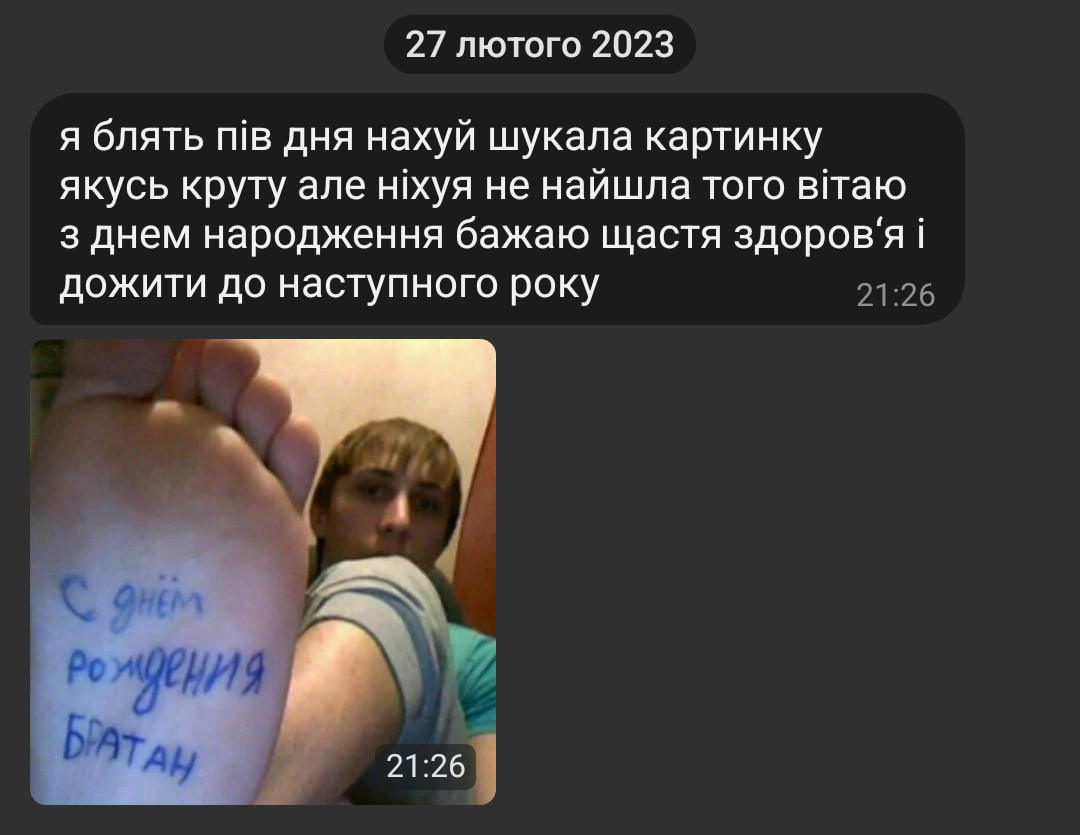 27 лютого 2023
я блять пів дня нахуй шукала картинку
якусь круту але ніхуя не найшла того вітаю
з днем народження бажаю щастя здоров‘я і
дожити до наступного року
21:26
С днём
рождения
БРАТАН
21:26